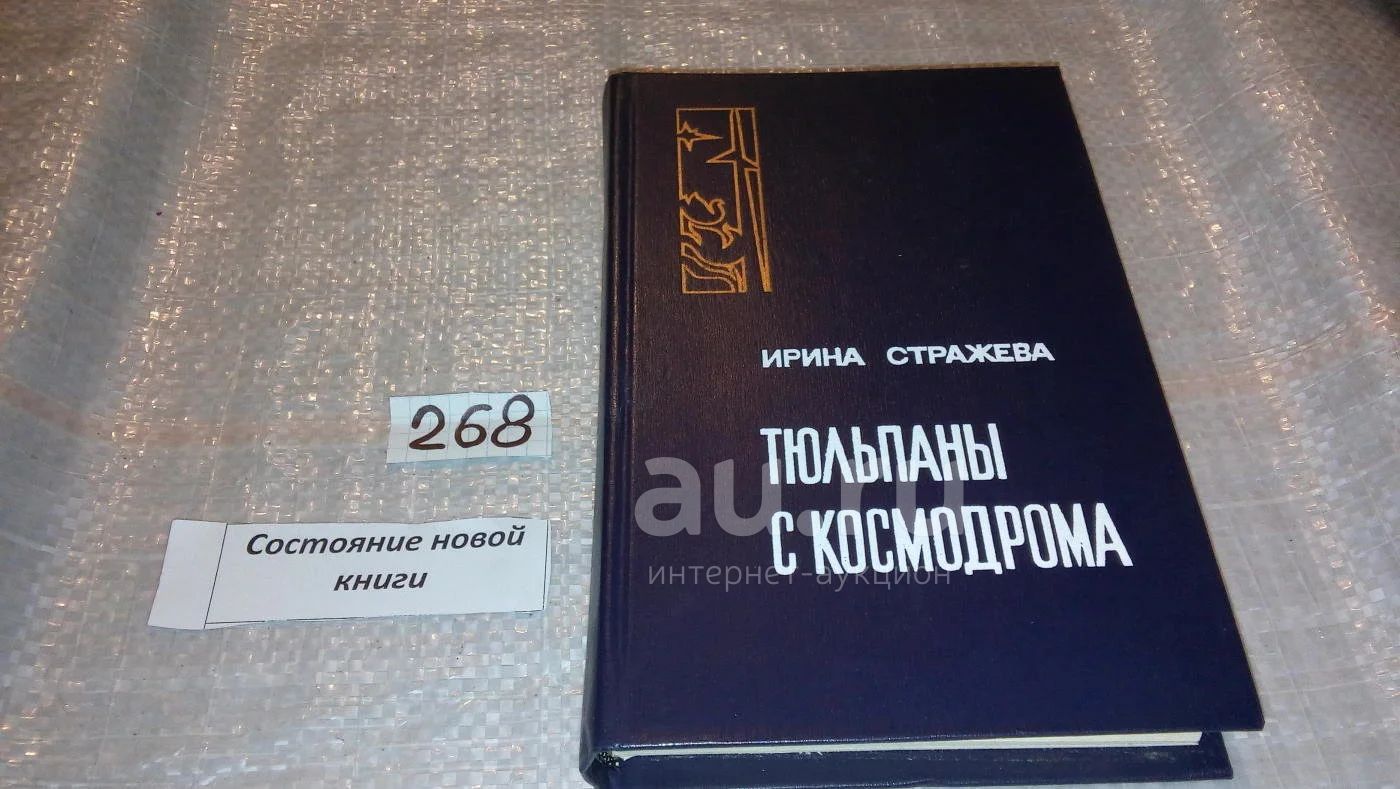 268
Состояние новой
книги
ИРИНА СТРАЖЕВА
ТЮЛЬПАНЫ
С КОСМОДРОМА
au.ru
интернет-аукцион